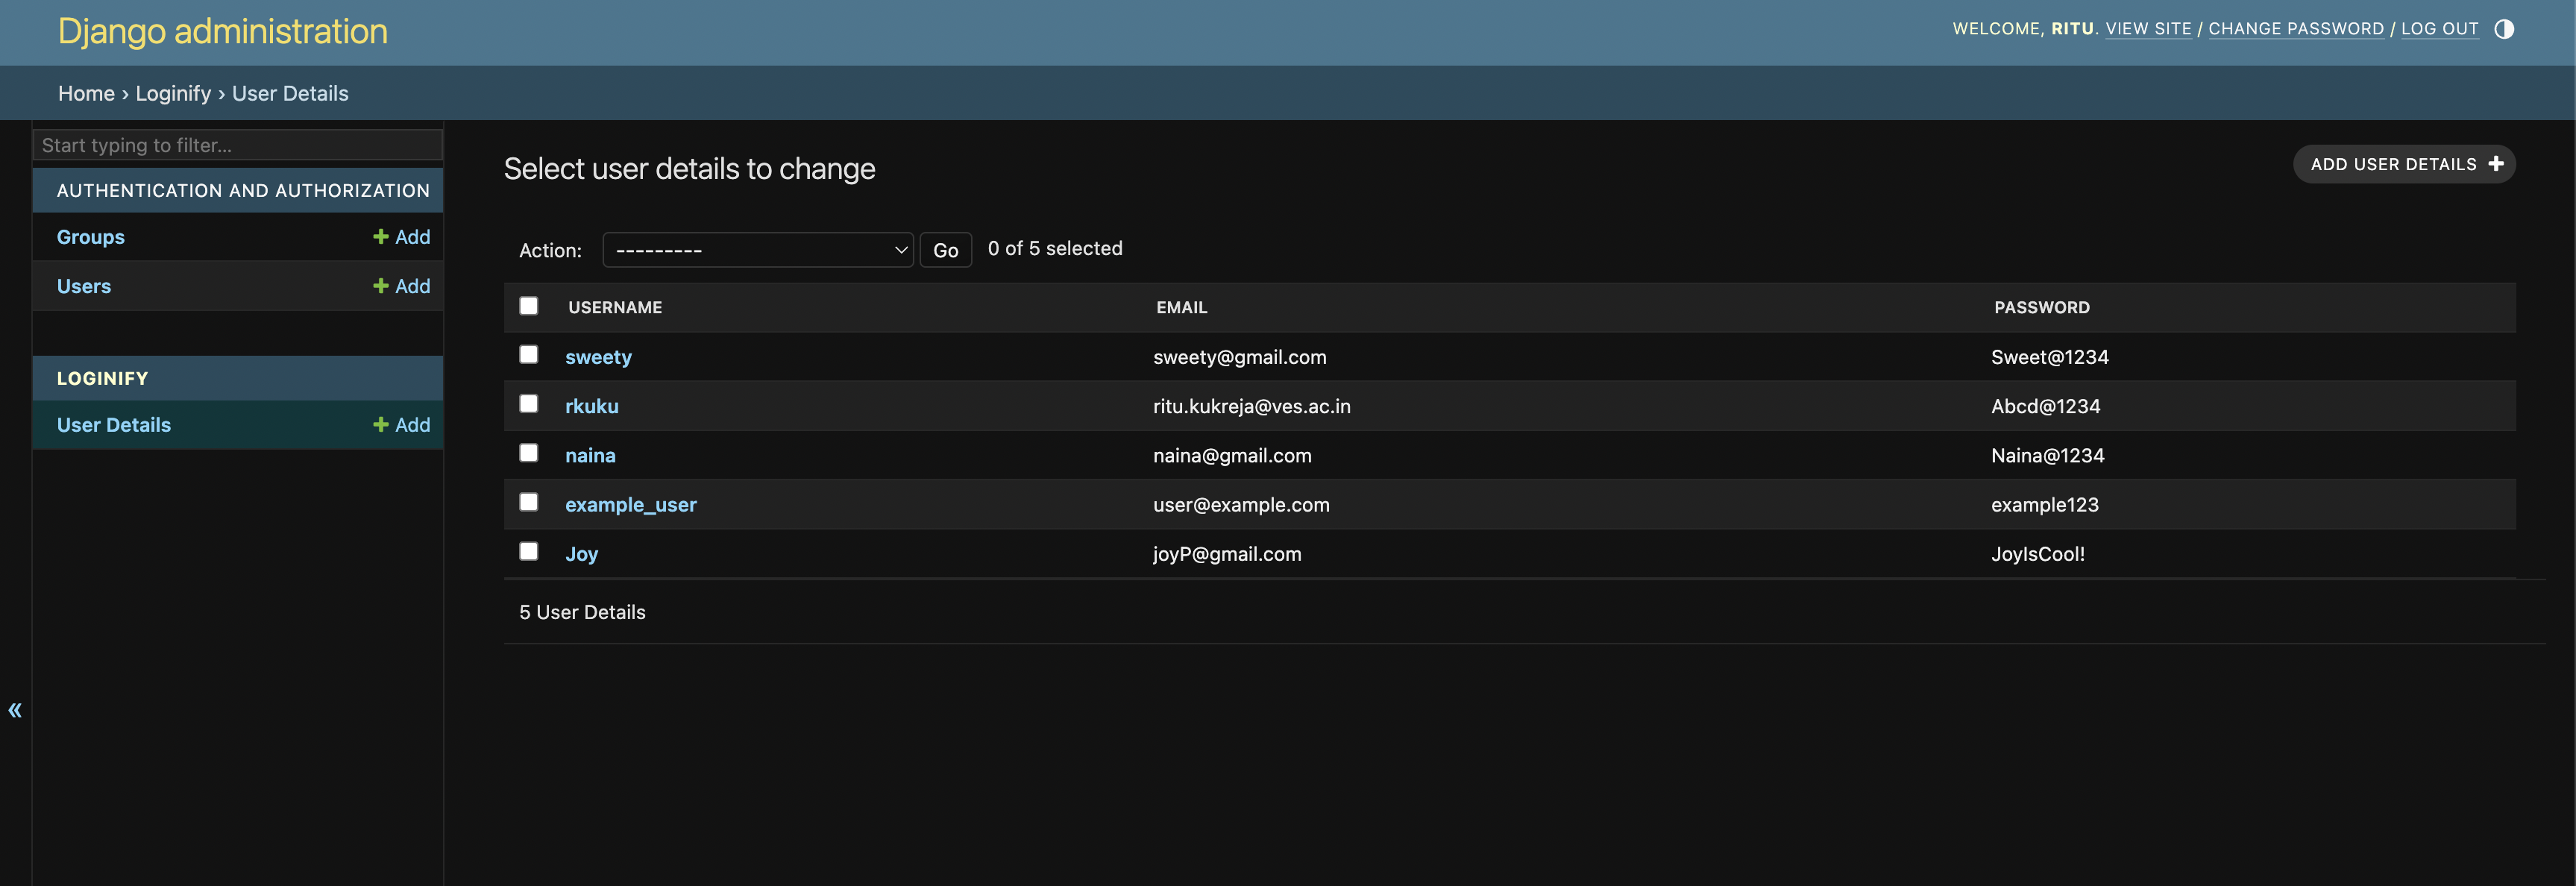 Django administration
WELCOME, RITU. VIEW SITE / CHANGE PASSWORD / LOG OUT
Home › Loginify › User Details
Start typing to filter...
AUTHENTICATION AND AUTHORIZATION
Groups + Add
Users + Add
LOGINIFY
User Details + Add
«
Select user details to change
ADD USER DETAILS +
Action: --------- Go 0 of 5 selected
USERNAME EMAIL PASSWORD
sweety sweety@gmail.com Sweet@1234
rkuku ritu.kukreja@ves.ac.in Abcd@1234
naina naina@gmail.com Naina@1234
example_user user@example.com example123
Joy joyP@gmail.com JoyIsCool!
5 User Details